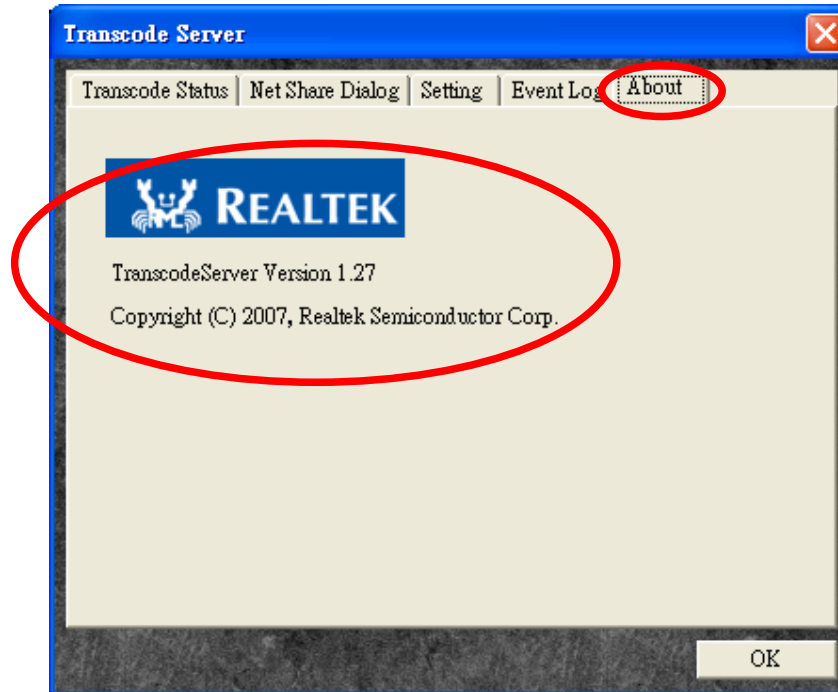 Transcode Server
Transcode Status
Net Share Dialog
Setting
Event Log
About
REALTEK
TranscodeServer Version 1.27
Copyright (C) 2007, Realtek Semiconductor Corp.
OK